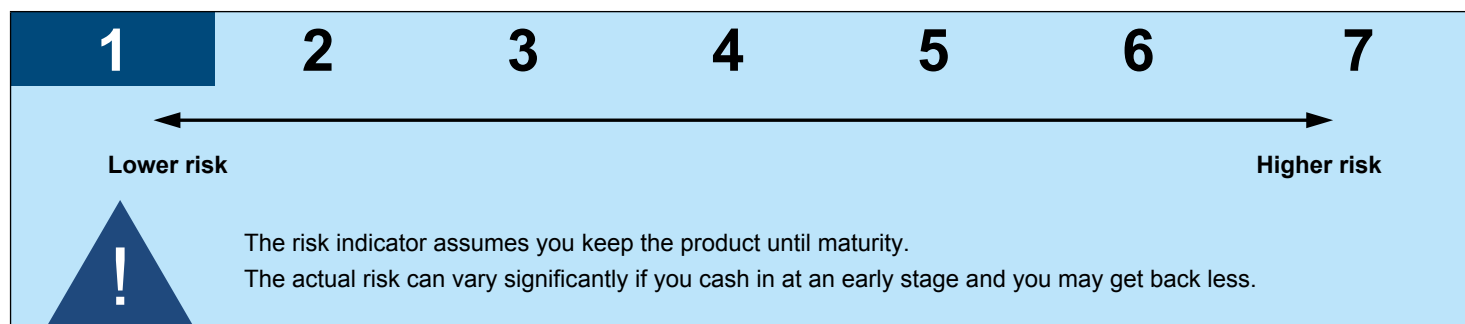 1 2 3 4 5 6 7
Lower risk Higher risk
!
The risk indicator assumes you keep the product until maturity.
The actual risk can vary significantly if you cash in at an early stage and you may get back less.